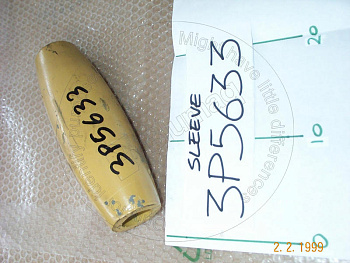 3P5633
SLEEVE
3P5633
20
10
0
Might have little differences
2. 2. 1999